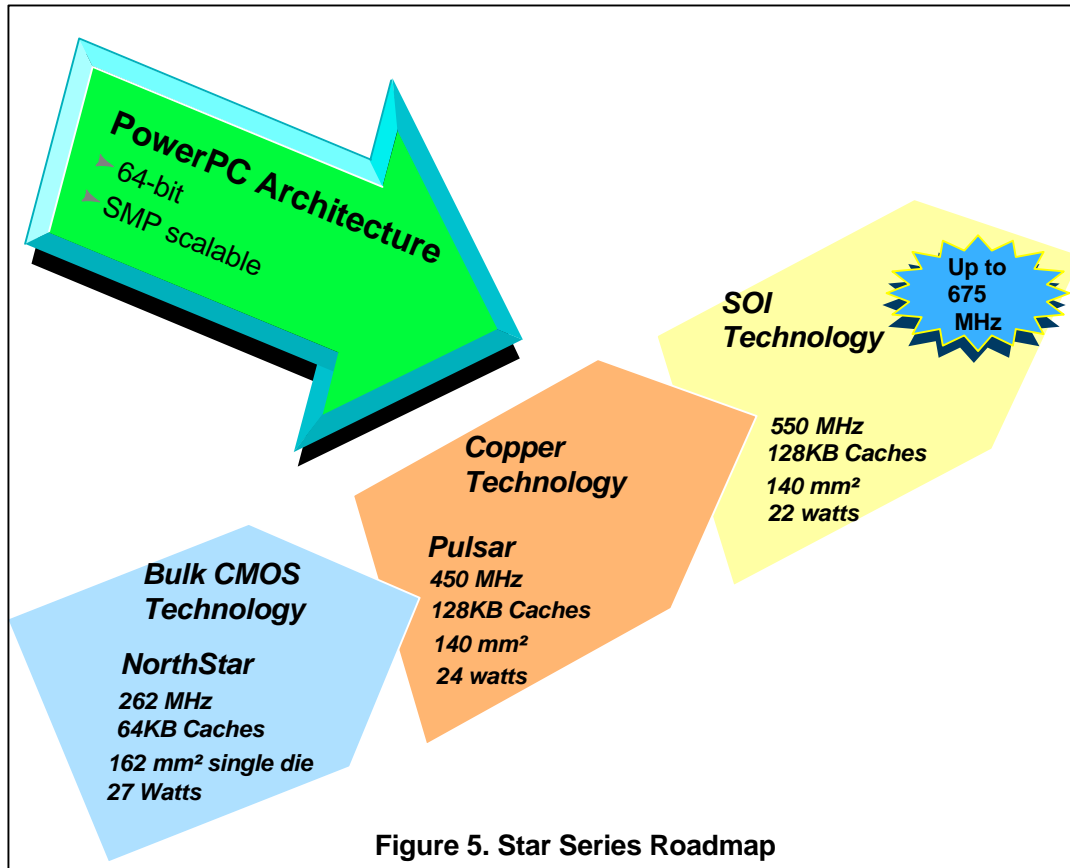 PowerPC Architecture
64-bit
SMP scalable
Up to
675
MHz
SOI
Technology
550 MHz
128KB Caches
140 mm²
22 watts
Copper
Technology
Pulsar
450 MHz
128KB Caches
140 mm²
24 watts
Bulk CMOS
Technology
NorthStar
262 MHz
64KB Caches
162 mm² single die
27 Watts
Figure 5. Star Series Roadmap